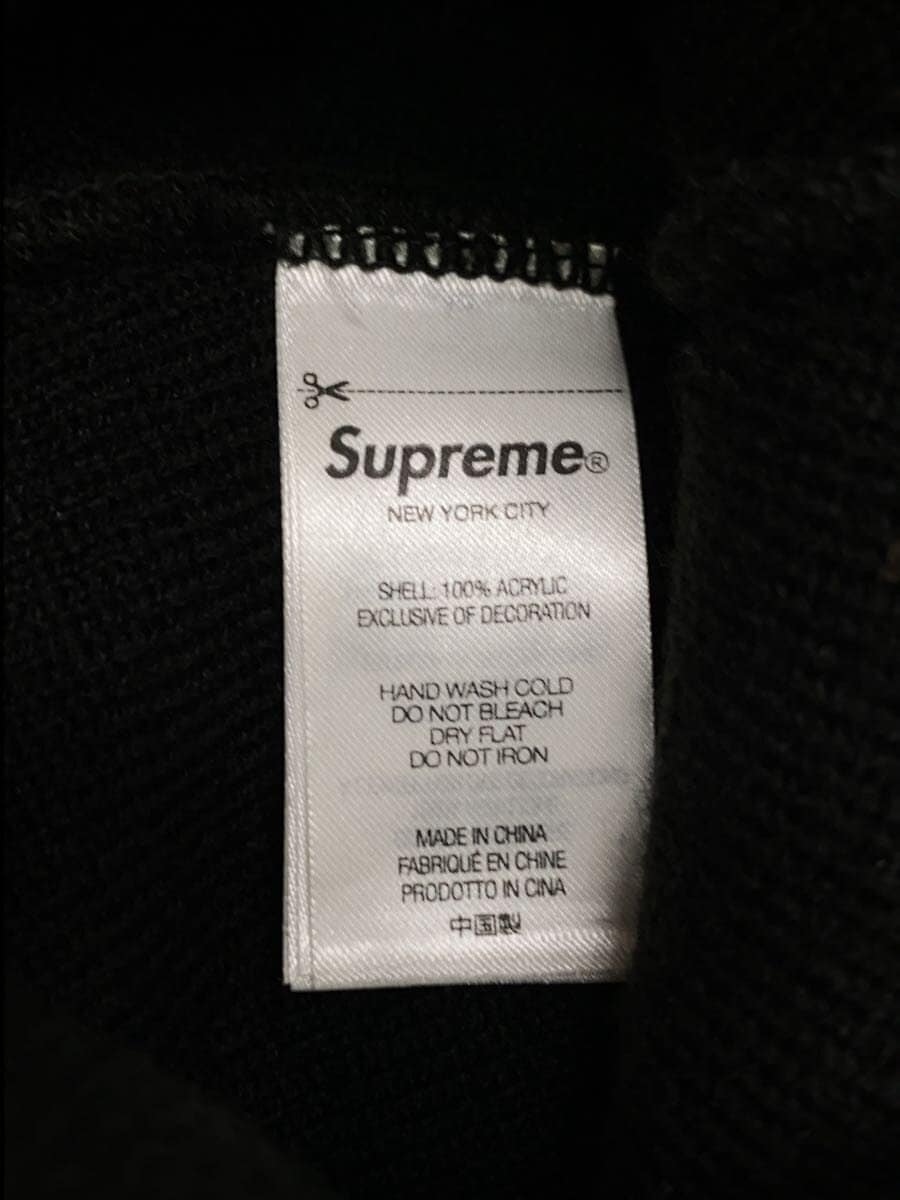 Supreme®
NEW YORK CITY
SHELL: 100% ACRYLIC
EXCLUSIVE OF DECORATION
HAND WASH COLD
DO NOT BLEACH
DRY FLAT
DO NOT IRON
MADE IN CHINA
FABRIQUÉ EN CHINE
PRODOTTO IN CINA
中国製